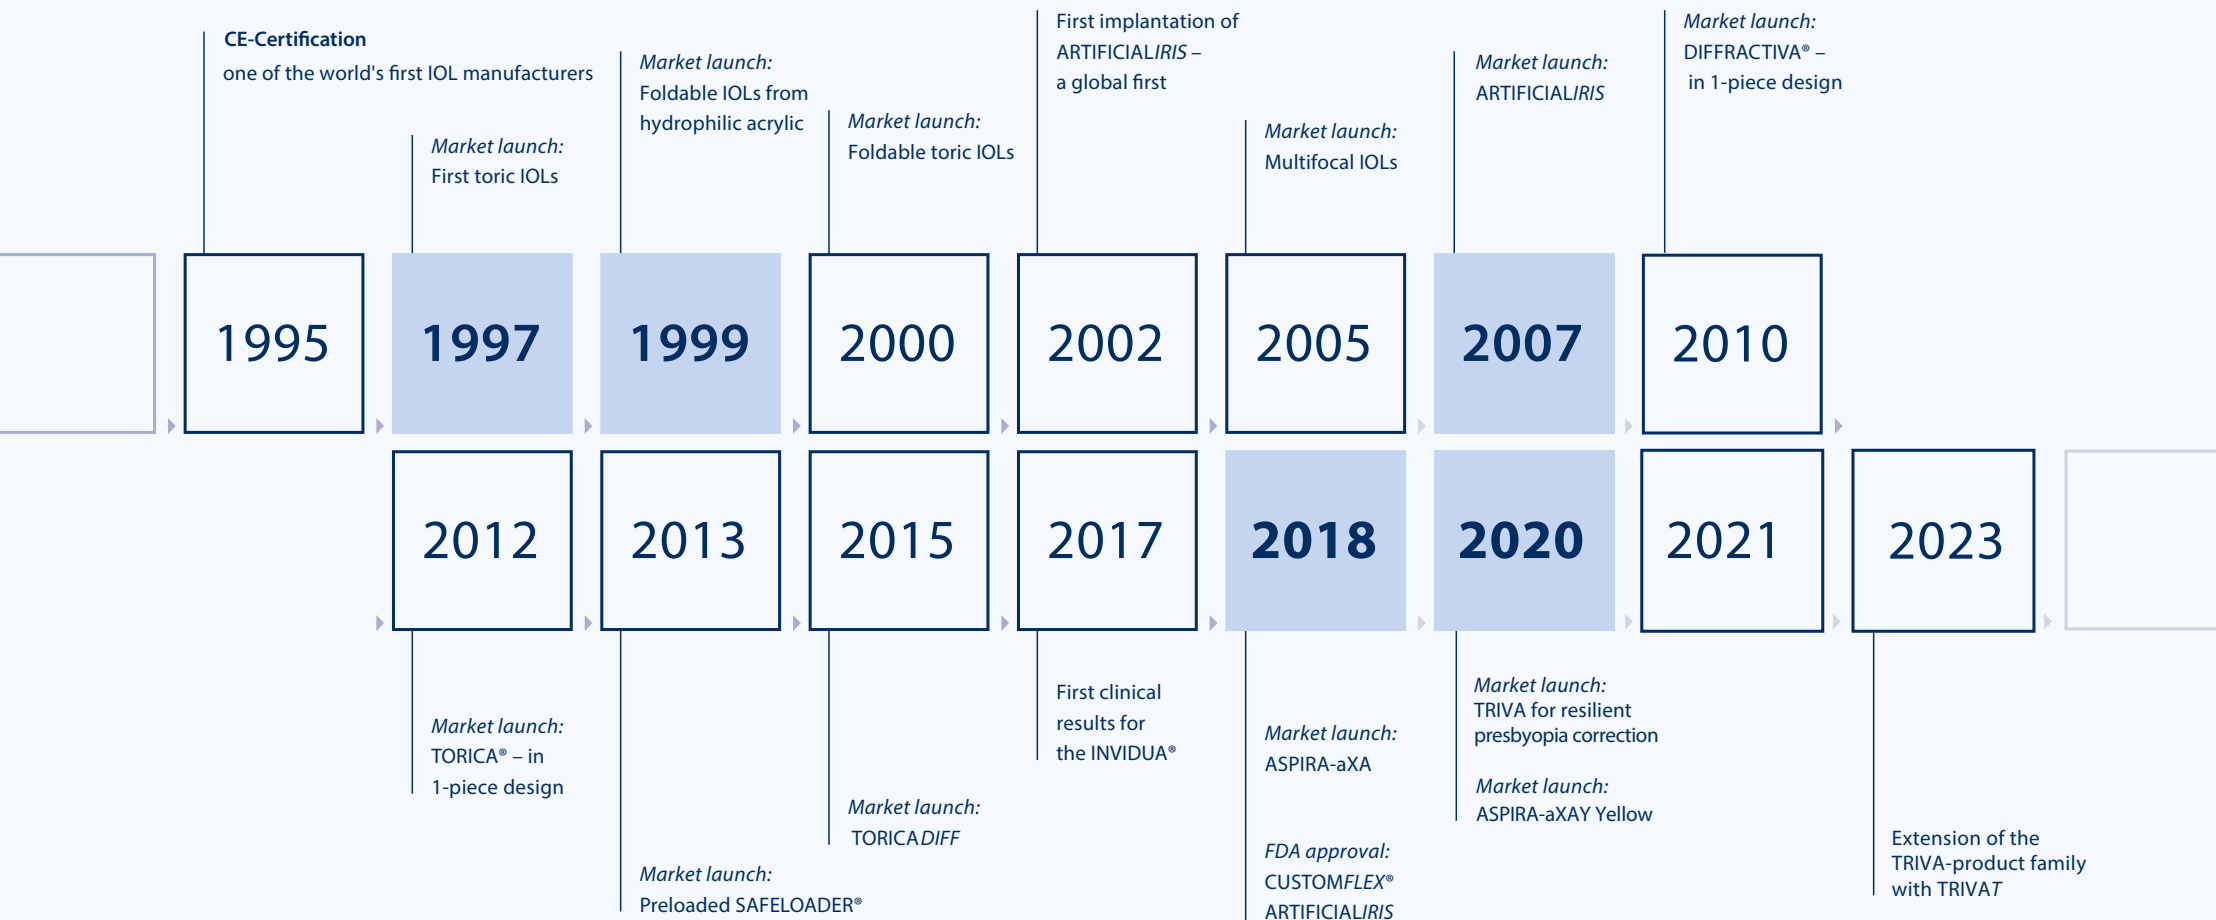 CE-Certification
one of the world's first IOL manufacturers
Market launch:
First toric IOLs
Market launch:
Foldable IOLs from
hydrophilic acrylic
Market launch:
Foldable toric IOLs
First implantation of
ARTIFICIALIRIS –
a global first
Market launch:
Multifocal IOLs
Market launch:
ARTIFICIALIRIS
Market launch:
DIFFRACTIVA® –
in 1-piece design
1995
1997
1999
2000
2002
2005
2007
2010
2012
2013
2015
2017
2018
2020
2021
2023
Market launch:
TORICA® – in
1-piece design
Market launch:
Preloaded SAFELOADER®
Market launch:
TORICADIFF
First clinical
results for
the INVIDUA®
Market launch:
ASPIRA-aXA
FDA approval:
CUSTOMFLEX®
ARTIFICIALIRIS
Market launch:
TRIVA for resilient
presbyopia correction
Market launch:
ASPIRA-aXAY Yellow
Extension of the
TRIVA-product family
with TRIVAT